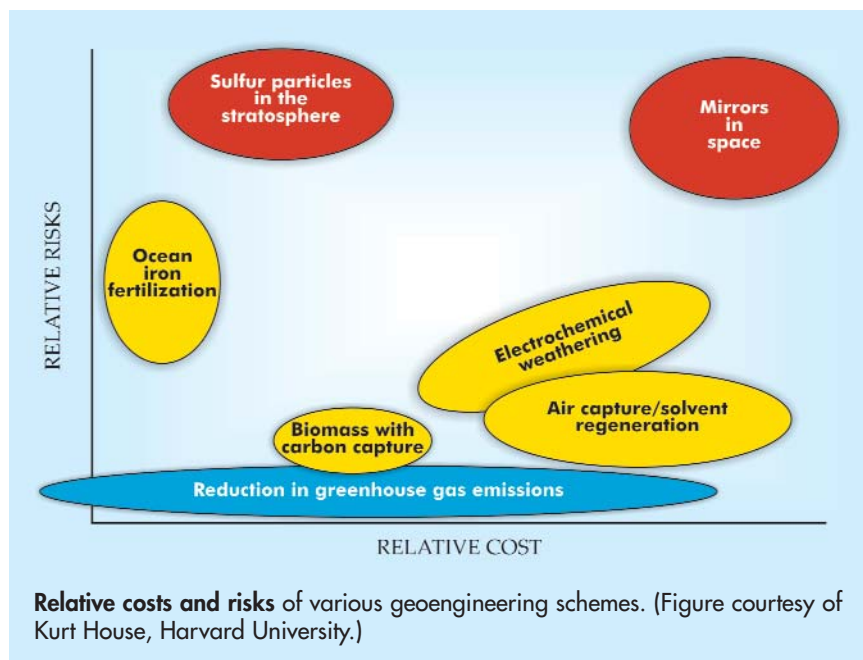 Sulfur particles
in the
stratosphere
Mirrors
in
space
Ocean
iron
fertilization
Electrochemical
weathering
Air capture/solvent
regeneration
Biomass with
carbon capture
Reduction in greenhouse gas emissions
RELATIVE RISKS
RELATIVE COST
Relative costs and risks of various geoengineering schemes. (Figure courtesy of
Kurt House, Harvard University.)